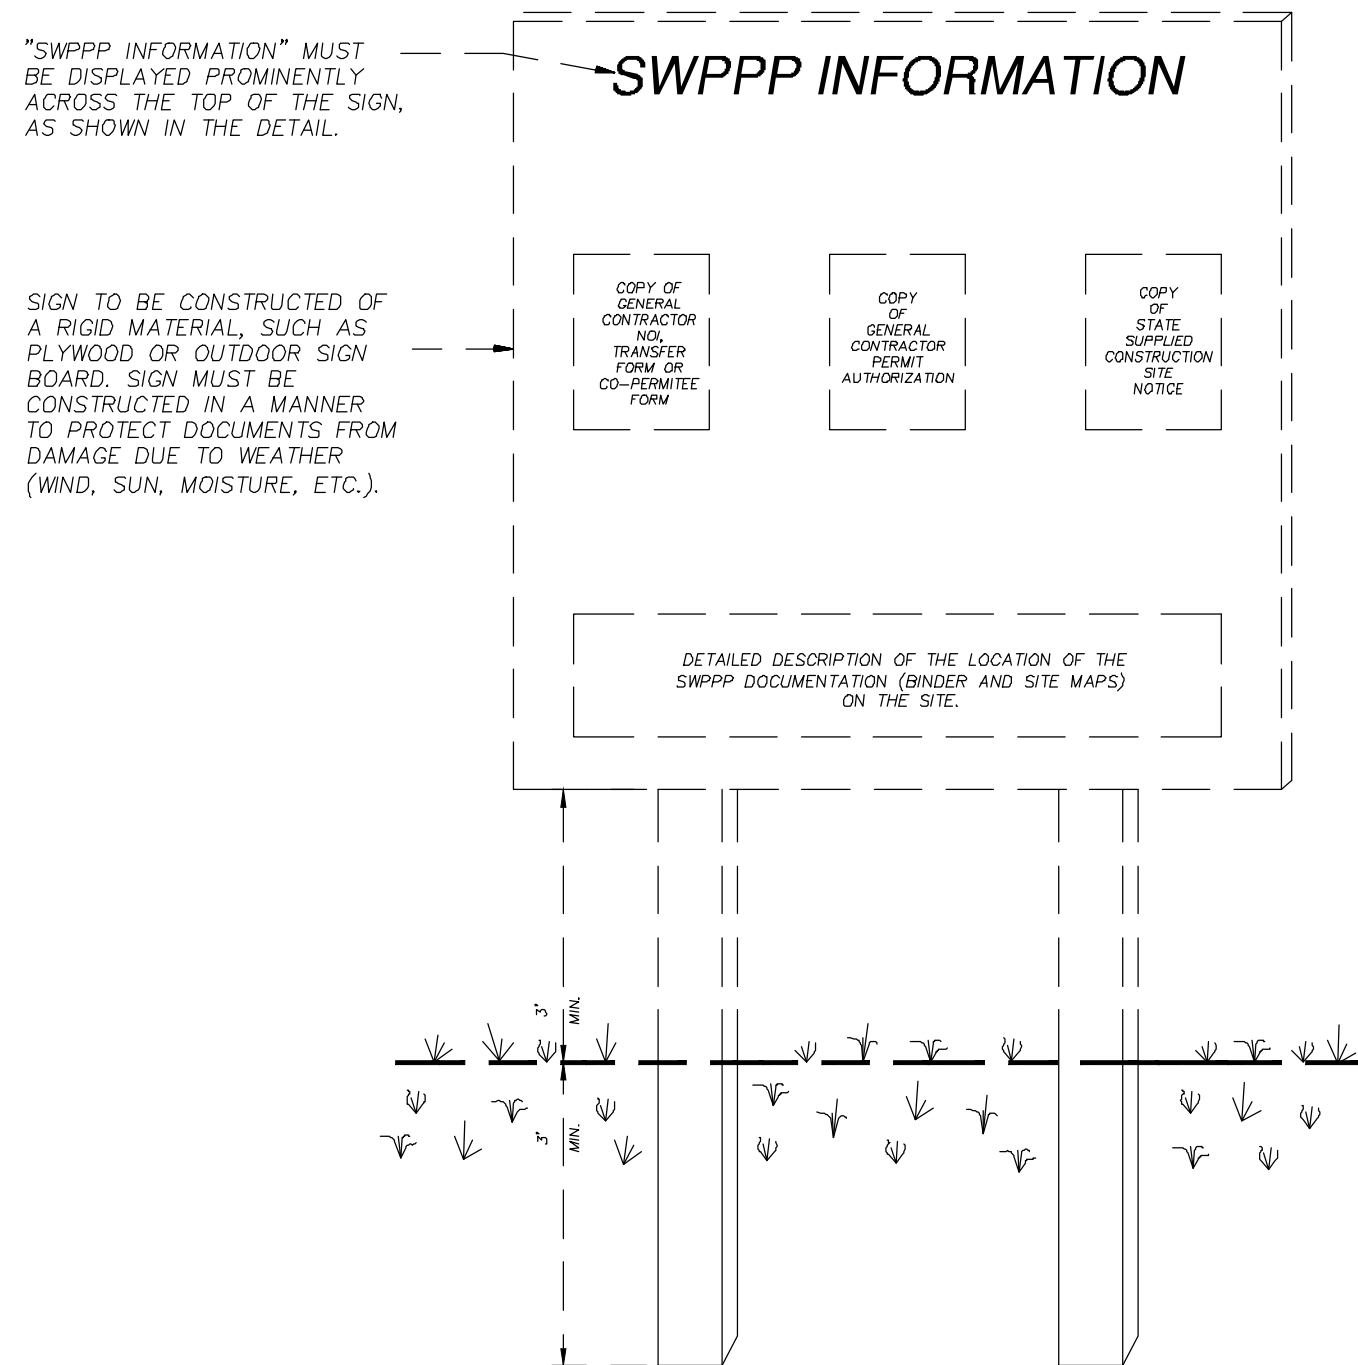 "SWPPP INFORMATION" MUST
BE DISPLAYED PROMINENTLY
ACROSS THE TOP OF THE SIGN,
AS SHOWN IN THE DETAIL.
SWPPP INFORMATION
SIGN TO BE CONSTRUCTED OF
A RIGID MATERIAL, SUCH AS
PLYWOOD OR OUTDOOR SIGN
BOARD. SIGN MUST BE
CONSTRUCTED IN A MANNER
TO PROTECT DOCUMENTS FROM
DAMAGE DUE TO WEATHER
(WIND, SUN, MOISTURE, ETC.).
COPY OF
GENERAL
CONTRACTOR
NOI,
TRANSFER
FORM OR
CO-PERMITEE
FORM
COPY
OF
GENERAL
CONTRACTOR
PERMIT
AUTHORIZATION
COPY
OF
STATE
SUPPLIED
CONSTRUCTION
SITE
NOTICE
DETAILED DESCRIPTION OF THE LOCATION OF THE
SWPPP DOCUMENTATION (BINDER AND SITE MAPS)
ON THE SITE.
3'
MIN.
3'
MIN.